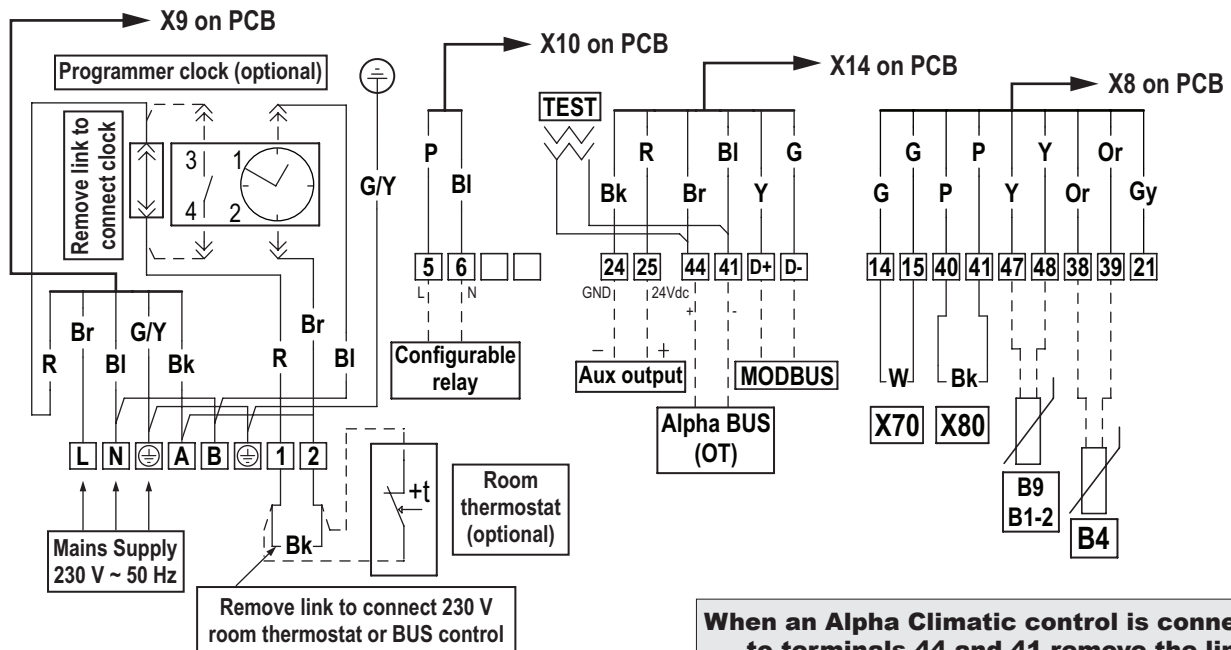 X9 on PCB
Programmer clock (optional)
Remove link to
connect clock
3
4
1
2
G/Y
Br
G/Y
R
Bl
Bk
R
Br
Bl
L
N
A
B
1
2
Mains Supply
230 V ~ 50 Hz
Bk
+t
Room
thermostat
(optional)
Remove link to connect 230 V
room thermostat or BUS control
X10 on PCB
P
Bl
5
6
L
N
Configurable
relay
X14 on PCB
TEST
R
Bl
G
Bk
Br
Y
24
25
44
41
D+
D-
GND
24Vdc
+
-
–
+
Aux output
MODBUS
Alpha BUS
(OT)
X8 on PCB
G
P
Y
Or
G
P
Y
Or
Gy
14
15
40
41
47
48
38
39
21
W
Bk
X70
X80
B9
B1-2
B4
When an Alpha Climatic control is
to terminals 44 and 41 remove the